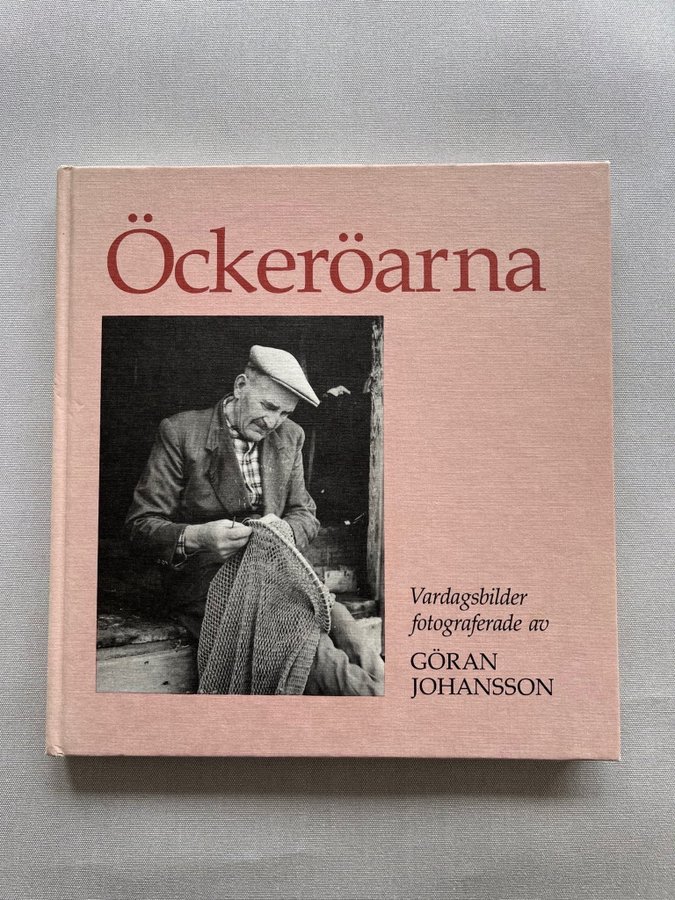 Öckeröarna
Vardagsbilder
fotograferade av
GÖRAN
JOHANSSON